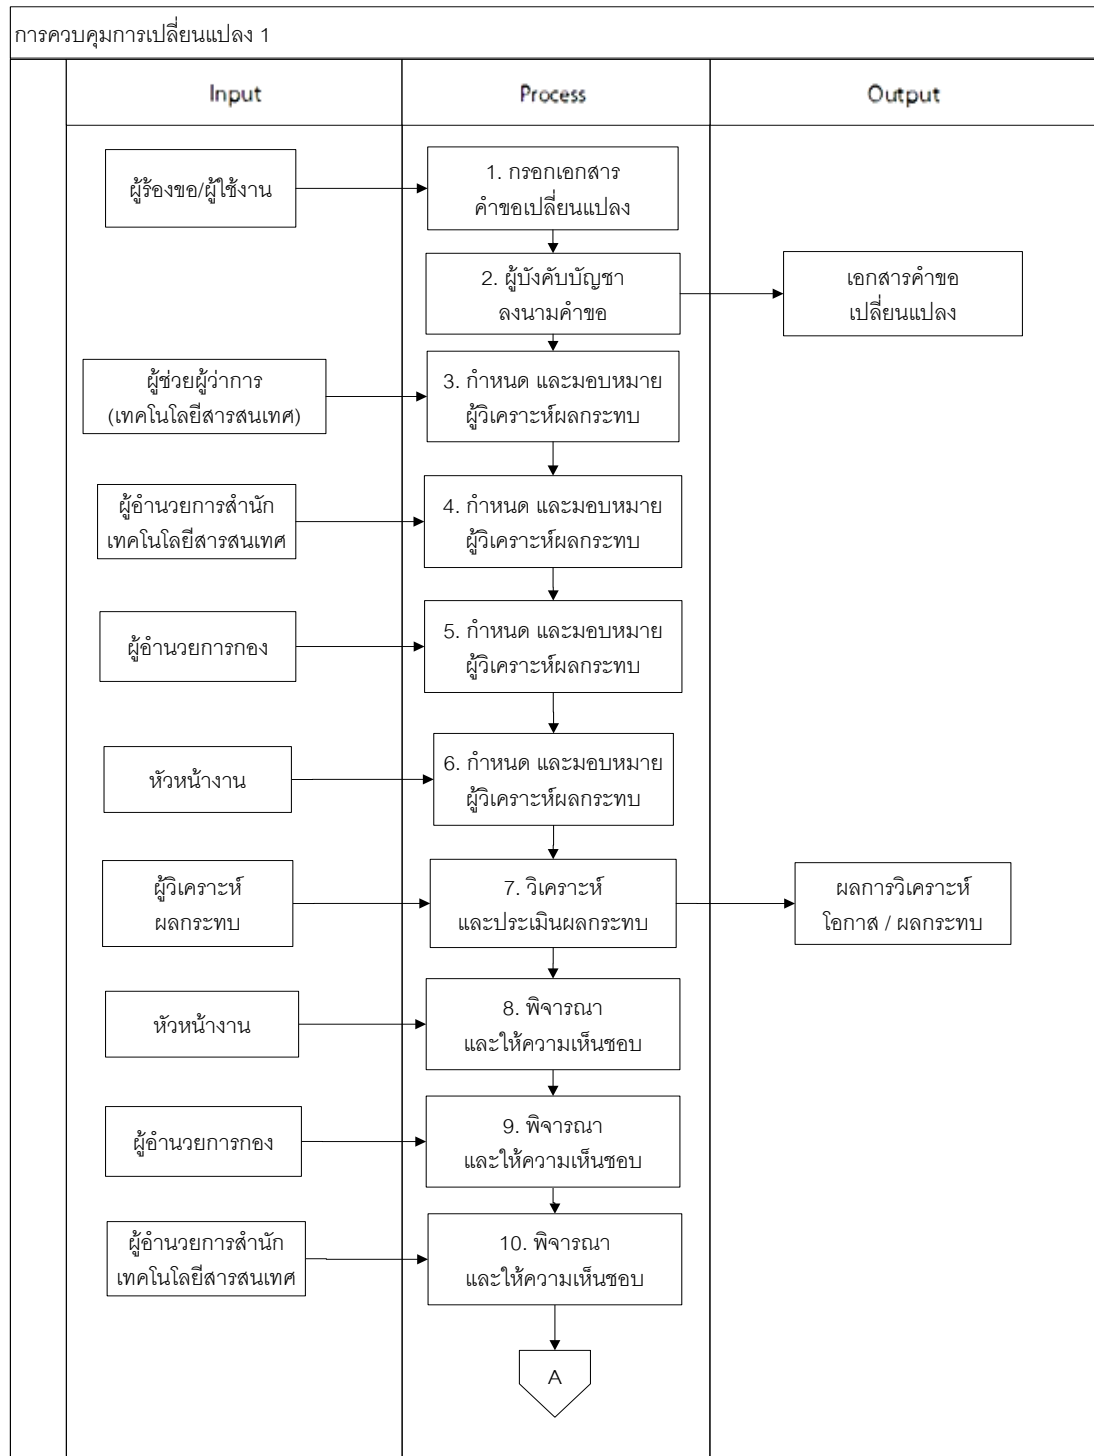 การควบคุมการเปลี่ยนแปลง 1
Input
Process
Output
ผู้ร้องขอ/ผู้ใช้งาน
1. กรอกเอกสาร
คำขอเปลี่ยนแปลง
2. ผู้บังคับบัญชา
ลงนามคำขอ
เอกสารคำขอ
เปลี่ยนแปลง
ผู้ช่วยผู้ว่าการ
(เทคโนโลยีสารสนเทศ)
3. กำหนด และมอบหมาย
ผู้วิเคราะห์ผลกระทบ
ผู้อำนวยการสำนัก
เทคโนโลยีสารสนเทศ
4. กำหนด และมอบหมาย
ผู้วิเคราะห์ผลกระทบ
ผู้อำนวยการกอง
5. กำหนด และมอบหมาย
ผู้วิเคราะห์ผลกระทบ
หัวหน้างาน
6. กำหนด และมอบหมาย
ผู้วิเคราะห์ผลกระทบ
ผู้วิเคราะห์
ผลกระทบ
7. วิเคราะห์
และประเมินผลกระทบ
ผลการวิเคราะห์
โอกาส / ผลกระทบ
หัวหน้างาน
8. พิจารณา
และให้ความเห็นชอบ
ผู้อำนวยการกอง
9. พิจารณา
และให้ความเห็นชอบ
ผู้อำนวยการสำนัก
เทคโนโลยีสารสนเทศ
10. พิจารณา
และให้ความเห็นชอบ
A